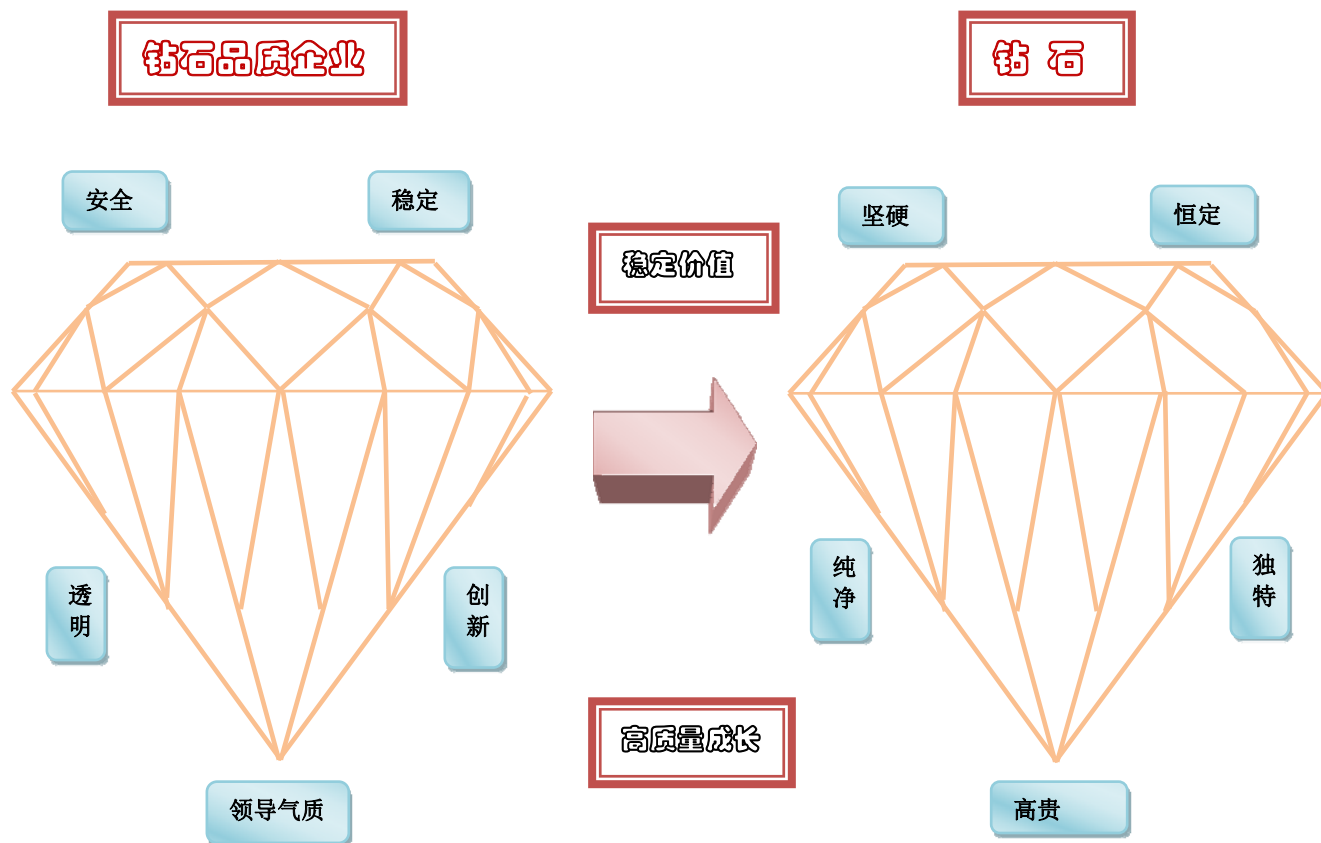 钻石品质企业
钻 石
安全
稳定
坚硬
恒定
稳定价值
透明
创新
纯净
独特
高质量成长
领导气质
高贵